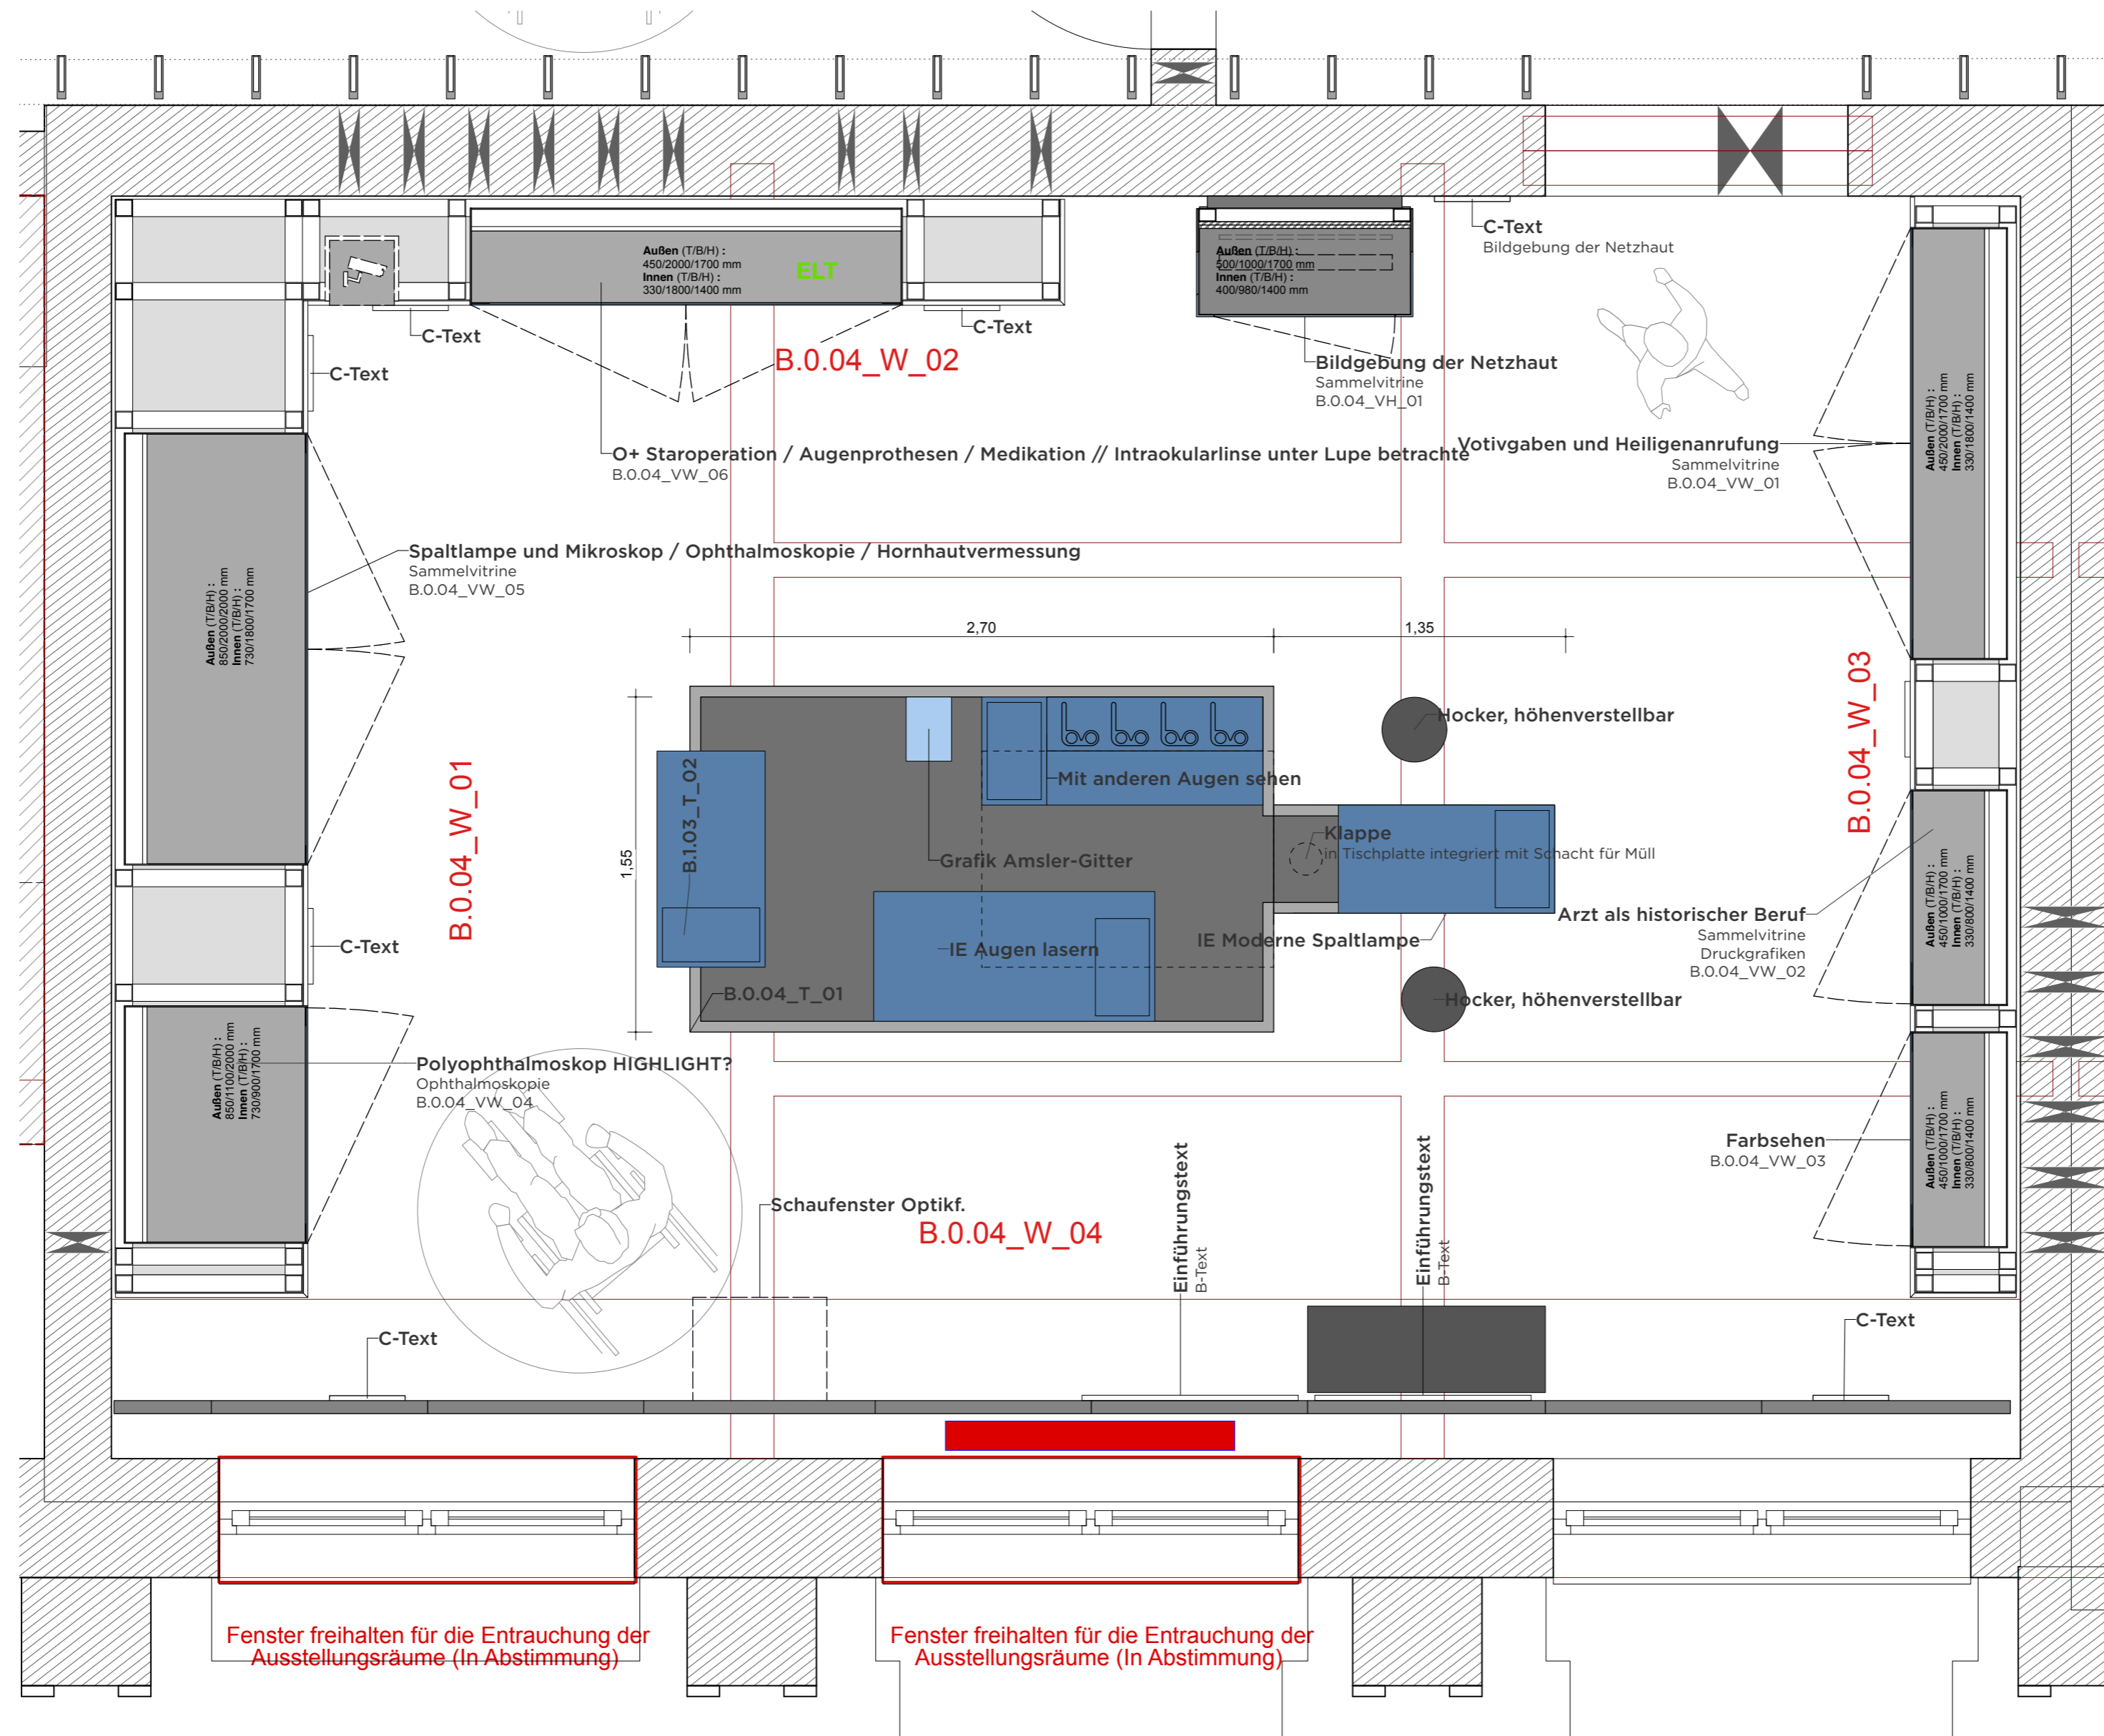 Außen (T/B/H) :
450/2000/1700 mm
Innen (T/B/H) :
330/1800/1400 mm
ELT
Außen (T/B/H) :
500/1000/1700 mm
Innen (T/B/H) :
400/980/1400 mm
C-Text
Bildgebung der Netzhaut
C-Text
C-Text
C-Text
B.0.04_W_02
Bildgebung der Netzhaut
Sammelvitrine
B.0.04_VH_01
Außen (T/B/H) :
450/2000/1700 mm
Innen (T/B/H) :
330/1800/1400 mm
O+ Staroperation / Augenprothesen / Medikation // Intraokularlinse unter Lupe betrachte
B.0.04_VW_06
Votivgaben und Heiligenanrufung
Sammelvitrine
B.0.04_VW_01
Spaltlampe und Mikroskop / Ophthalmoskopie / Hornhautvermessung
Sammelvitrine
B.0.04_VW_05
Außen (T/B/H) :
850/2000/2000 mm
Innen (T/B/H) :
730/1800/1700 mm
2,70
1,35
B.0.04_W_03
Hocker, höhenverstellbar
B.0.04_W_01
1,55
B.1.03_T_02
Mit anderen Augen sehen
Klappe
in Tischplatte integriert mit Schacht für Müll
Grafik Amsler-Gitter
Außen (T/B/H) :
450/1000/1700 mm
Innen (T/B/H) :
330/800/1400 mm
Arzt als historischer Beruf
Sammelvitrine
Druckgrafiken
B.0.04_VW_02
C-Text
IE Augen lasern
IE Moderne Spaltlampe
B.0.04_T_01
Hocker, höhenverstellbar
Außen (T/B/H) :
850/1100/2000 mm
Innen (T/B/H) :
730/900/1700 mm
Polyophthalmoskop HIGHLIGHT?
Ophthalmoskopie
B.0.04_VW_04
Farbsehen
B.0.04_VW_03
Außen (T/B/H) :
450/1000/1700 mm
Innen (T/B/H) :
330/800/1400 mm
Schaufenster Optikf.
B.0.04_W_04
Einführungstext
B-Text
Einführungstext
B-Text
C-Text
C-Text
Fenster freihalten für die Entrauchung der
Ausstellungsräume (In Abstimmung)
Fenster freihalten für die Entrauchung der
Ausstellungsräume (In Abstimmung)